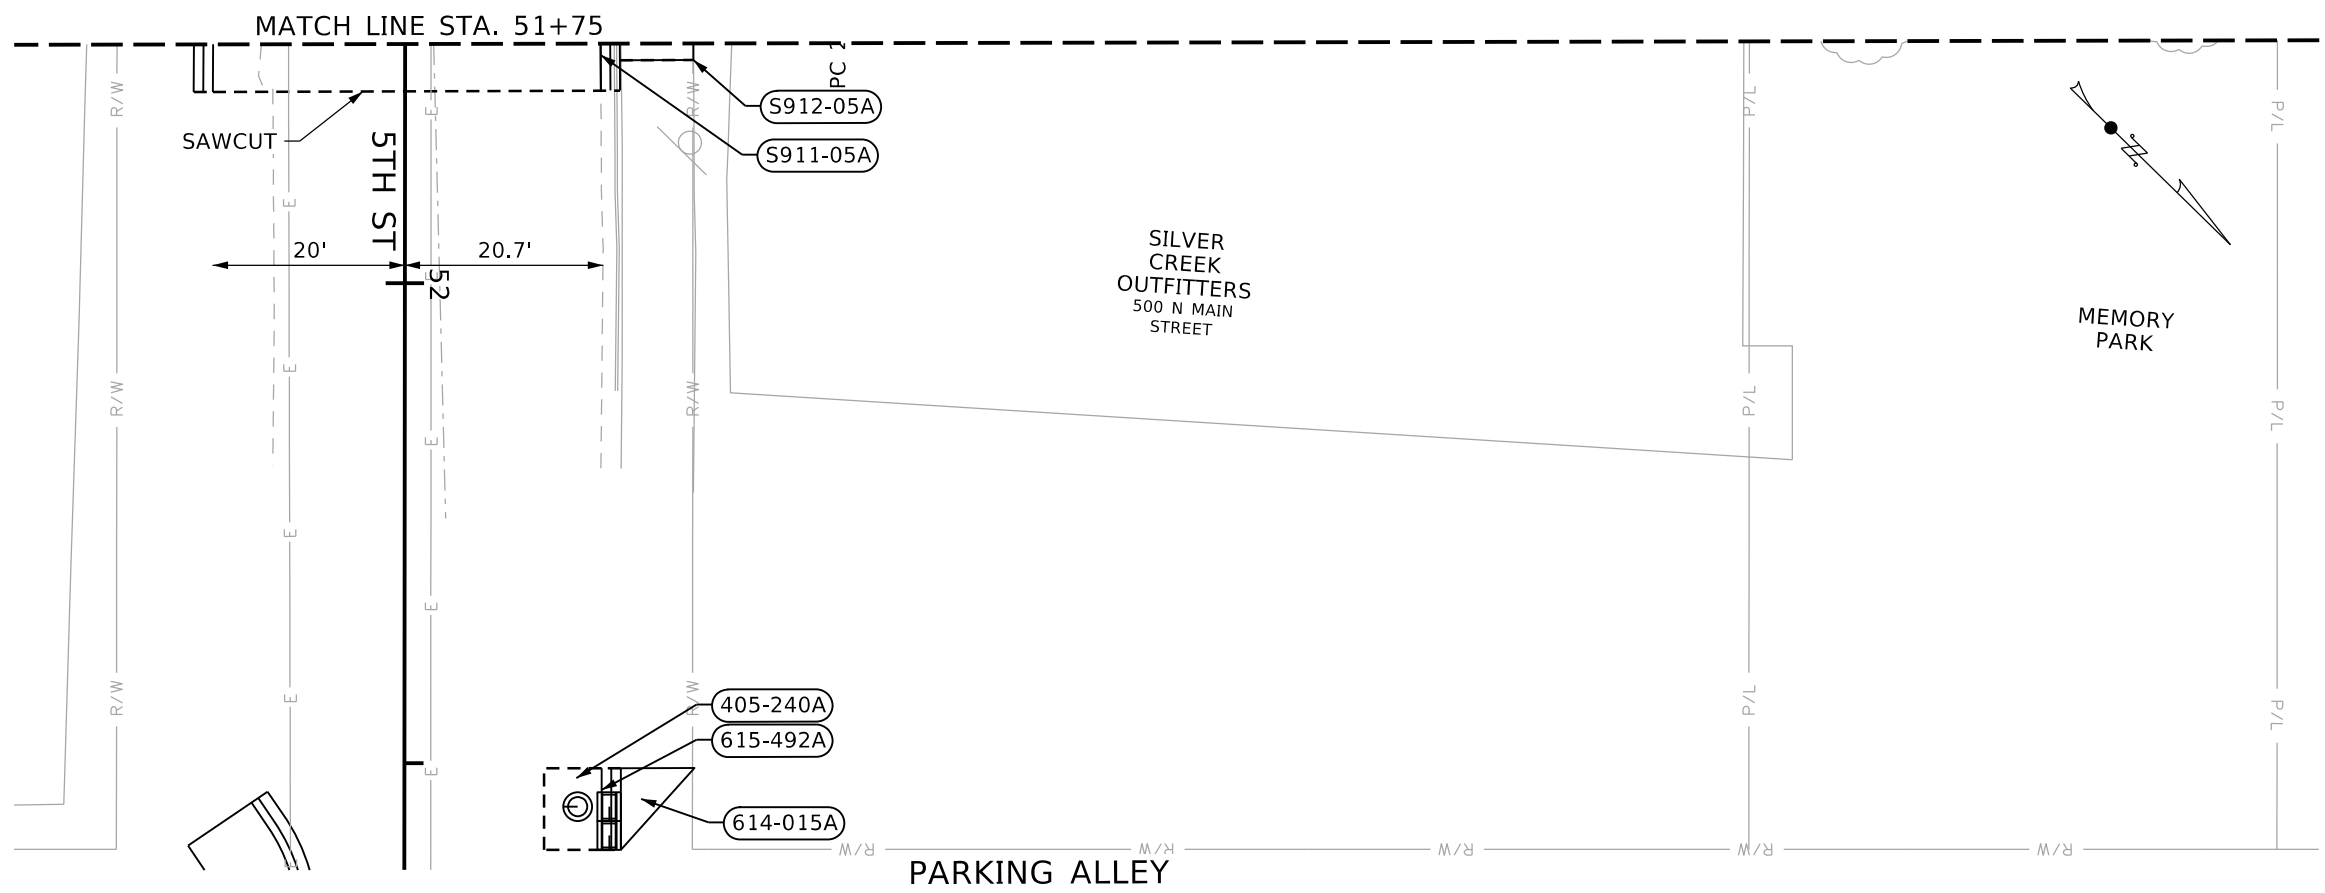 MATCH LINE STA. 51+75
PC 2
R/W
R/W
P/L
P/L
E
S912-05A
SAWCUT
5TH ST
S911-05A
E
20'
20.7'
E
52
SILVER
CREEK
OUTFITTERS
500 N MAIN
STREET
MEMORY
PARK
E
R/W
R/W
P/L
P/L
E
E
E
R/W
E
R/W
405-240A
P/L
P/L
615-492A
E
614-015A
E
R/W
R/W
R/W
R/W
R/W
PARKING ALLEY